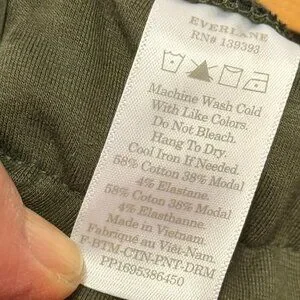 EVERLANE
RN# 139393
Machine Wash Cold
With Like Colors.
Do Not Bleach.
Hang To Dry.
Cool Iron If Needed.
58% Cotton 38% Modal
4% Elastane.
58% Coton 38% Modal
4% Élasthanne.
Made in Vietnam.
Fabriqué au Viêt-Nam.
F-BTM-CTN-PNT-DRM
PP1695386450